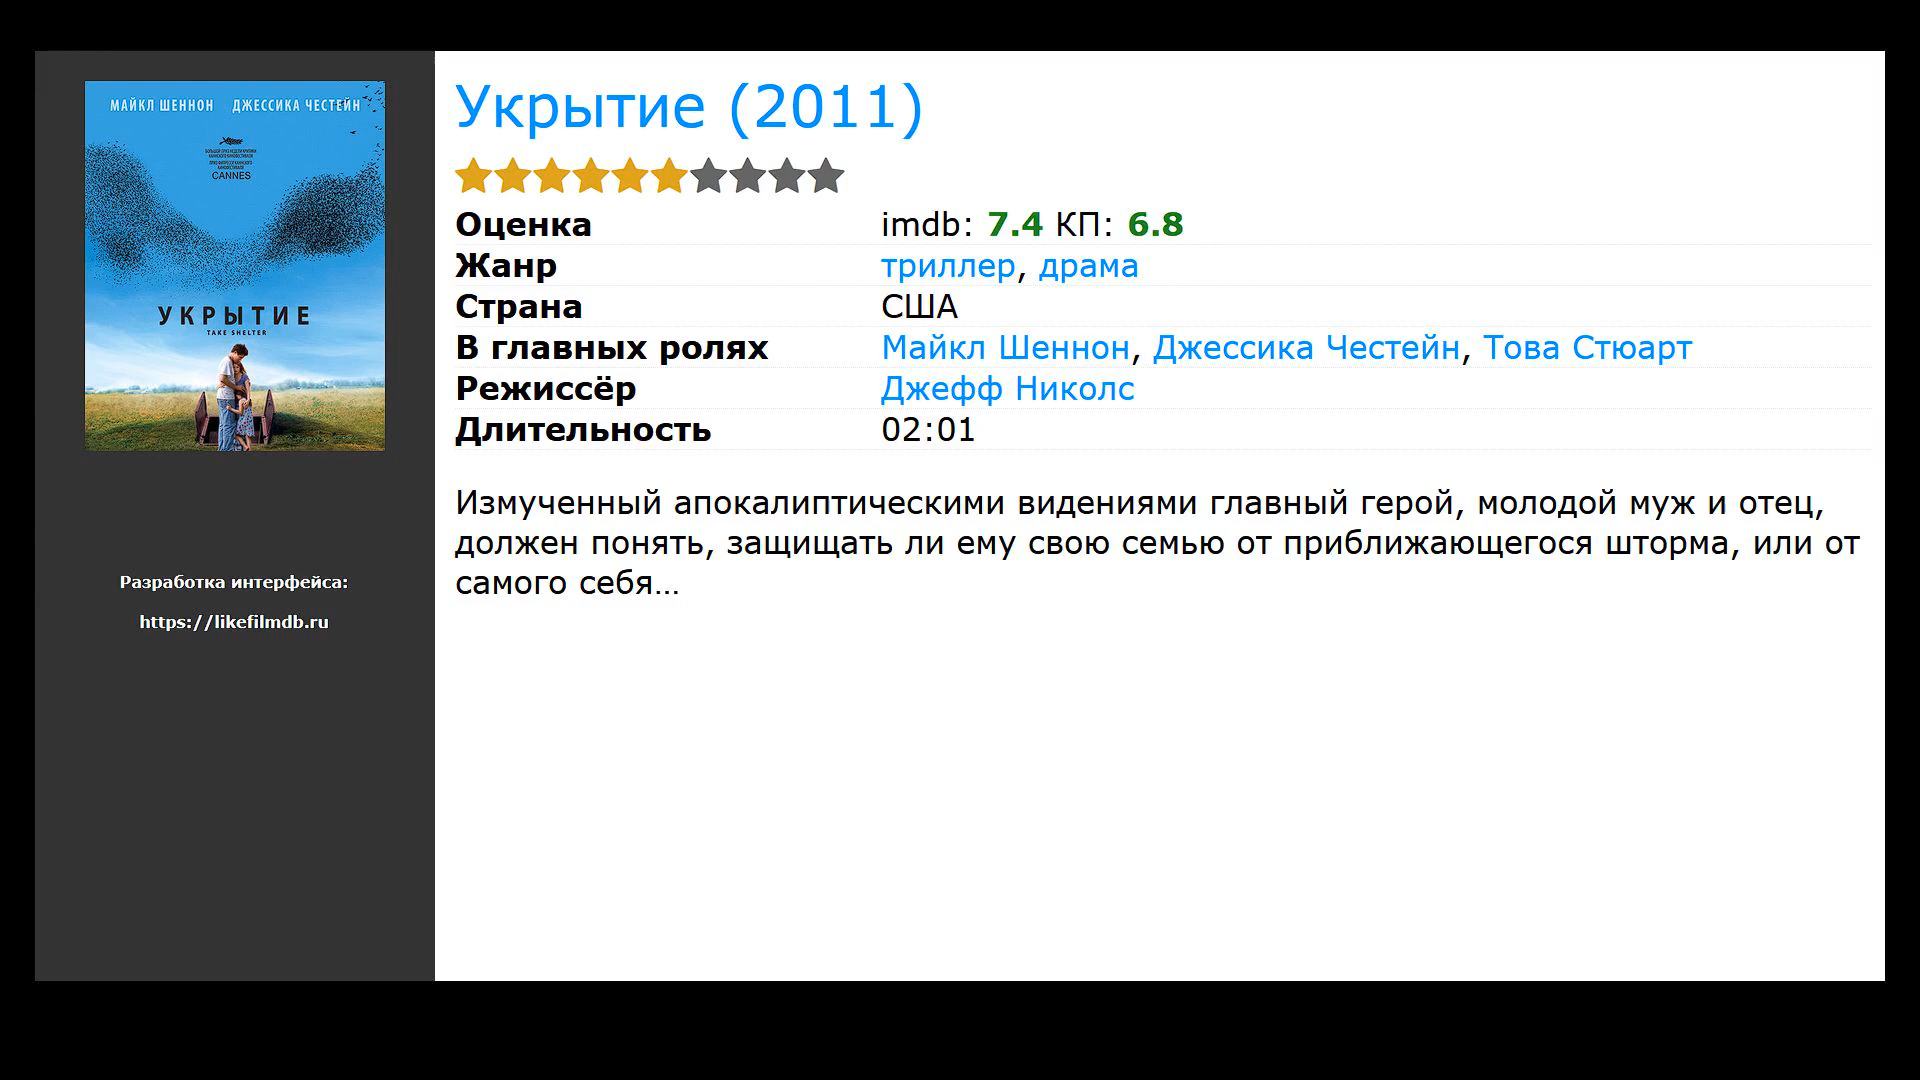 МАЙКЛ ШЕННОН ДЖЕССИКА ЧЕСТЕЙН
CANNES
УКРЫТИЕ
TAKE SHELTER
Разработка интерфейса:
https://likefilmdb.ru
Укрытие (2011)
Оценка imdb: 7.4 КП: 6.8
Жанр триллер, драма
Страна США
В главных ролях Майкл Шеннон, Джессика Честейн, Това Стюарт
Режиссёр Джефф Николс
Длительность 02:01
Измученный апокалиптическими видениями главный герой, молодой муж и отец,
должен понять, защищать ли ему свою семью от приближающегося шторма, или от
самого себя…